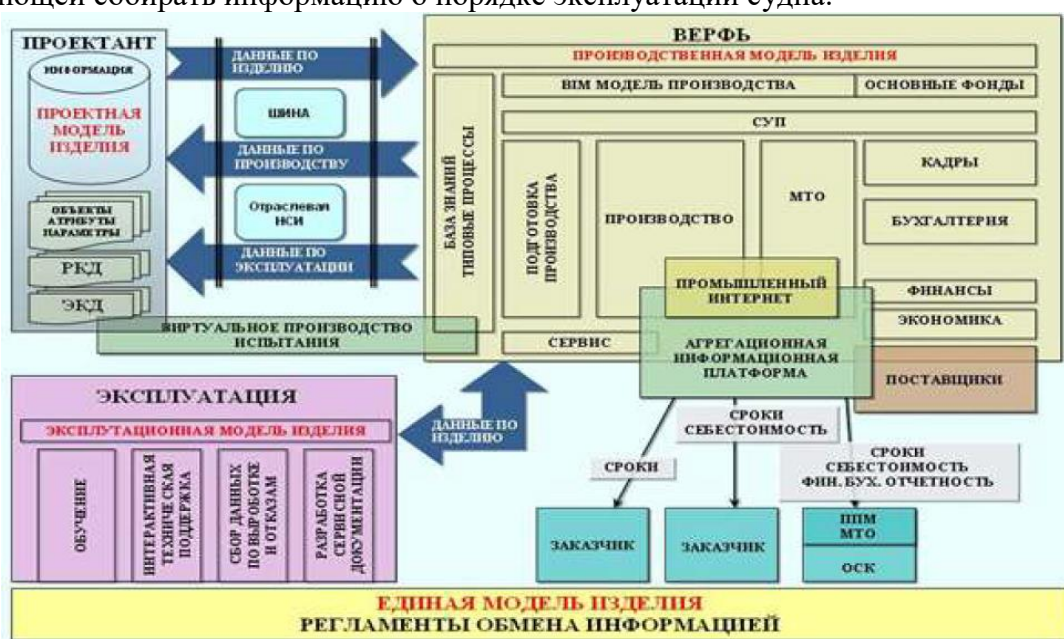 ющей собирать информацию о порядке эксплуатации судна.
ПРОЕКТАНТ
ИНФОРМАЦИЯ
ПРОЕКТНАЯ
МОДЕЛЬ
ИЗДЕЛИЯ
ОБЪЕКТЫ
АТРИБУТЫ
ПАРАМЕТРЫ
РКД
ЭКД
ДАННЫЕ ПО
ИЗДЕЛИЮ
ШИНА
ДАННЫЕ ПО
ПРОИЗВОДСТВУ
Отраслевая
НСИ
ДАННЫЕ ПО
ЭКСПЛУАТАЦИИ
ВИРТУАЛЬНОЕ ПРОИЗВОДСТВО
ИСПЫТАНИЯ
ВЕРФЬ
ПРОИЗВОДСТВЕННАЯ МОДЕЛЬ ИЗДЕЛИЯ
БАЗА ЗНАНИЙ
ТИПОВЫЕ ПРОЦЕССЫ
BIM МОДЕЛЬ ПРОИЗВОДСТВА
ОСНОВНЫЕ ФОНДЫ
СУП
ПОДГОТОВКА
ПРОИЗВОДСТВА
ПРОИЗВОДСТВО
МТО
КАДРЫ
БУХГАЛТЕРИЯ
ФИНАНСЫ
ЭКОНОМИКА
ПРОМЫШЛЕННЫЙ
ИНТЕРНЕТ
СЕРВИС
АГРЕГАЦИОННАЯ
ИНФОРМАЦИОННАЯ
ПЛАТФОРМА
ПОСТАВЩИКИ
ЭКСПЛУАТАЦИЯ
ЭКСПЛУТАЦИОННАЯ МОДЕЛЬ ИЗДЕЛИЯ
ОБУЧЕНИЕ
ИНТЕРАКТИВНАЯ
ТЕХНИЧЕСКАЯ
ПОДДЕРЖКА
СБОР ДАННЫХ
ПО ВЫРОБОТКЕ
И ОТКАЗАМ
РАЗРАБОТКА
СЕРВИСНОЙ
ДОКУМЕНТАЦИИ
ДАННЫЕ ПО
ИЗДЕЛИЮ
СРОКИ
СРОКИ
СЕБЕСТОИМОСТЬ
СРОКИ
СЕБЕСТОИМОСТЬ
ФИН. БУХ. ОТЧЕТНОСТЬ
ЗАКАЗЧИК
ЗАКАЗЧИК
ППМ
МТО
ОСК
ЕДИНАЯ МОДЕЛЬ ИЗДЕЛИЯ
РЕГЛАМЕНТЫ ОБМЕНА ИНФОРМАЦИЕЙ